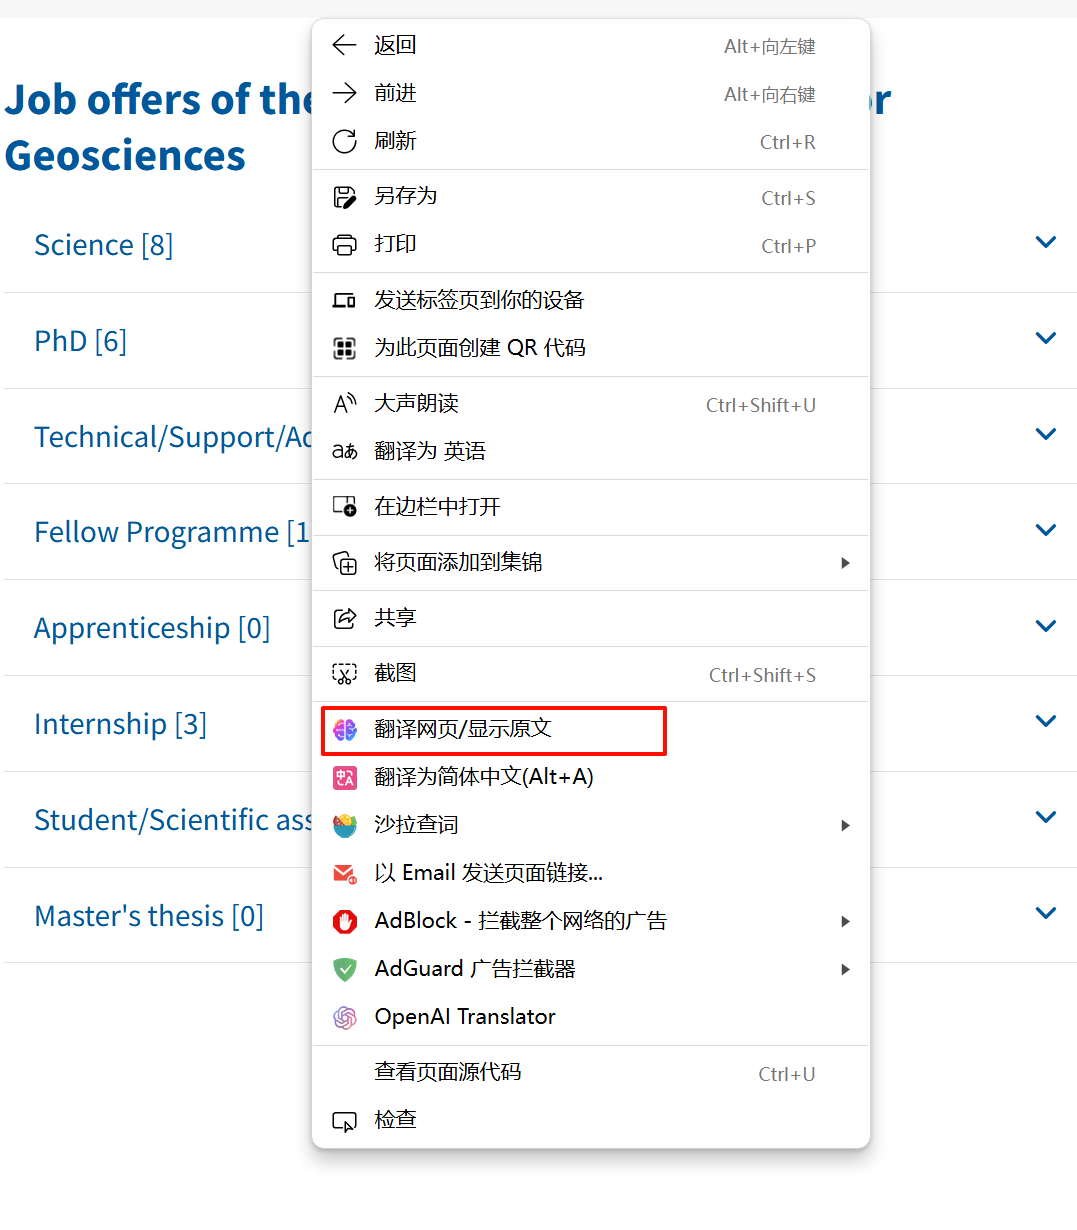 Job offers of the
r
Geosciences
Science [8]
PhD [6]
Technical/Support/Ad
Fellow Programme [1
Apprenticeship [0]
Internship [3]
Student/Scientific ass
Master's thesis [0]
返回 Alt+向左键
前进 Alt+向右键
刷新 Ctrl+R
另存为 Ctrl+S
打印 Ctrl+P
发送标签页到你的设备
为此页面创建 QR 代码
大声朗读 Ctrl+Shift+U
翻译为 英语
在边栏中打开
将页面添加到集锦
共享
截图 Ctrl+Shift+S
翻译网页/显示原文
翻译为简体中文(Alt+A)
沙拉查词
以 Email 发送页面链接...
AdBlock - 拦截整个网络的广告
AdGuard 广告拦截器
OpenAI Translator
查看页面源代码 Ctrl+U
检查